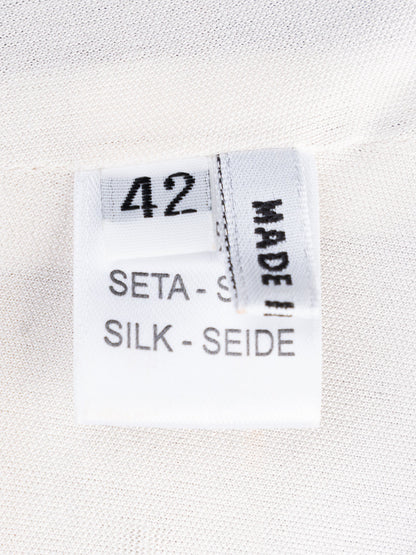 42
MADE I
SETA - S
SILK - SEIDE